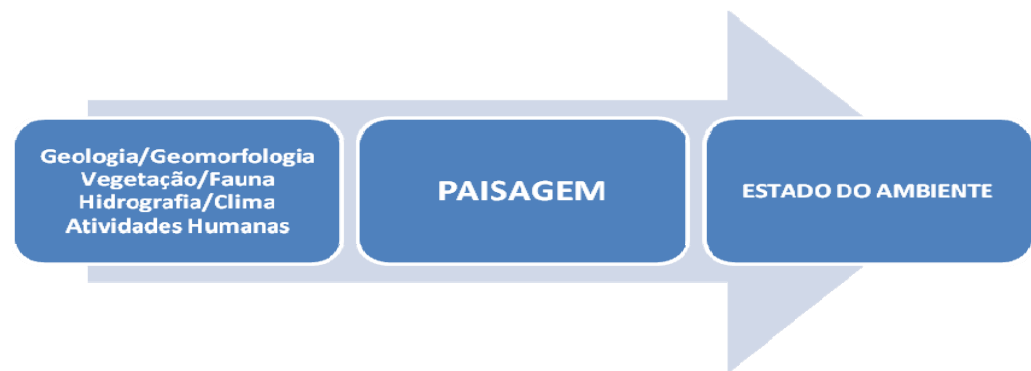 Geologia/Geomorfologia
Vegetação/Fauna
Hidrografia/Clima
Atividades Humanas
PAISAGEM
ESTADO DO AMBIENTE